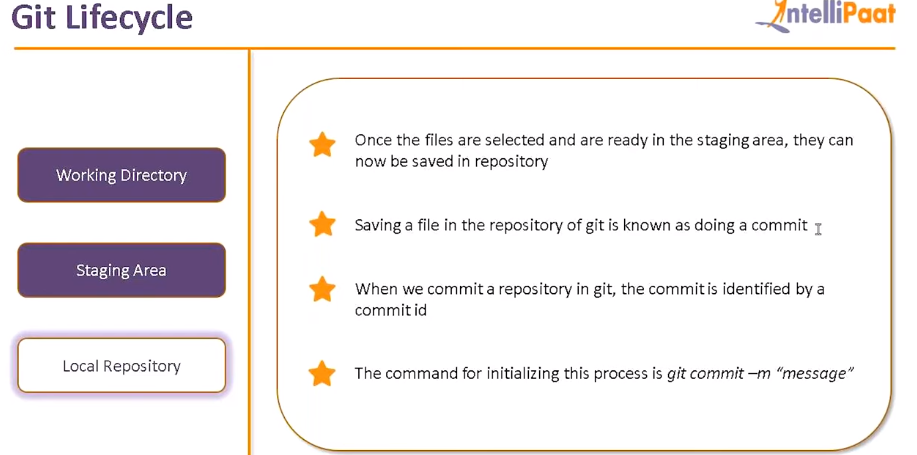 Git Lifecycle
IntelliPaat
Working Directory
Staging Area
Local Repository
Once the files are selected and are ready in the staging area, they can
now be saved in repository
Saving a file in the repository of git is known as doing a commit
When we commit a repository in git, the commit is identified by a
commit id
The command for initializing this process is git commit –m “message”